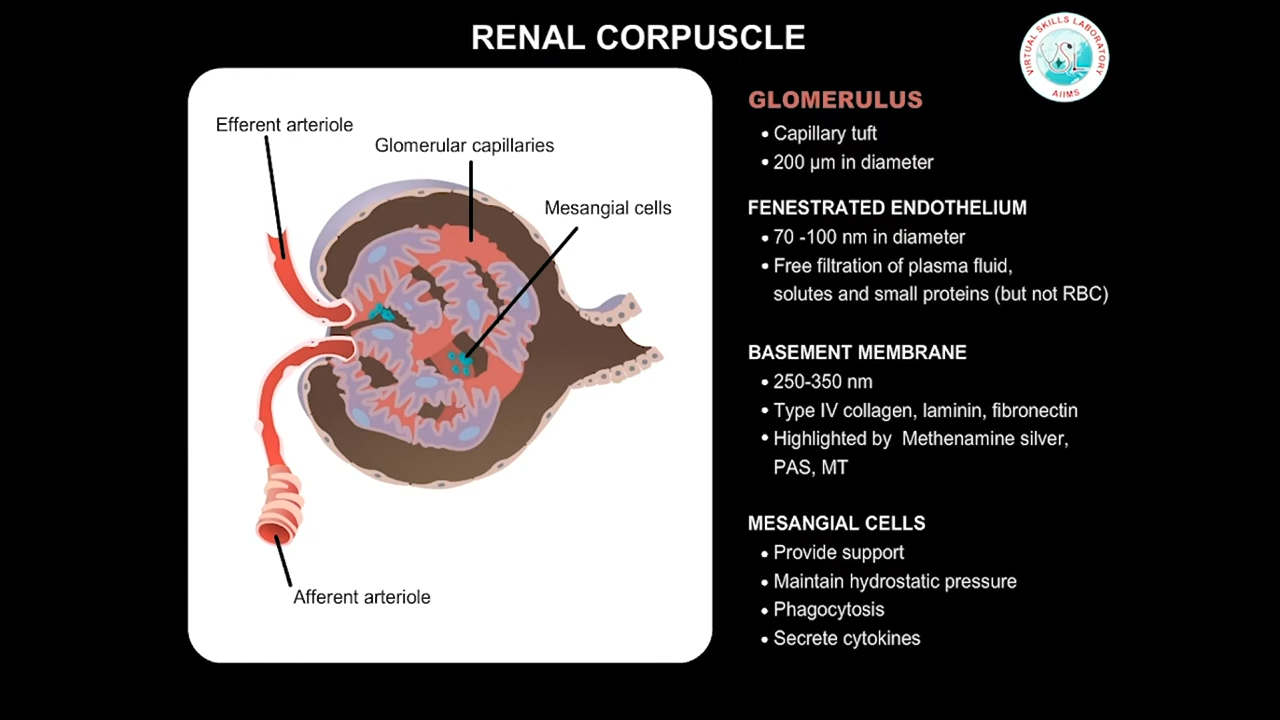 RENAL CORPUSCLE
VIRTUAL SKILLS LABORATORY
VSL
AIIMS
Efferent arteriole
Glomerular capillaries
Mesangial cells
Afferent arteriole
GLOMERULUS
• Capillary tuft
• 200 µm in diameter
FENESTRATED ENDOTHELIUM
• 70 -100 nm in diameter
• Free filtration of plasma fluid,
solutes and small proteins (but not RBC)
BASEMENT MEMBRANE
• 250-350 nm
• Type IV collagen, laminin, fibronectin
• Highlighted by Methenamine silver,
PAS, MT
MESANGIAL CELLS
• Provide support
• Maintain hydrostatic pressure
• Phagocytosis
• Secrete cytokines